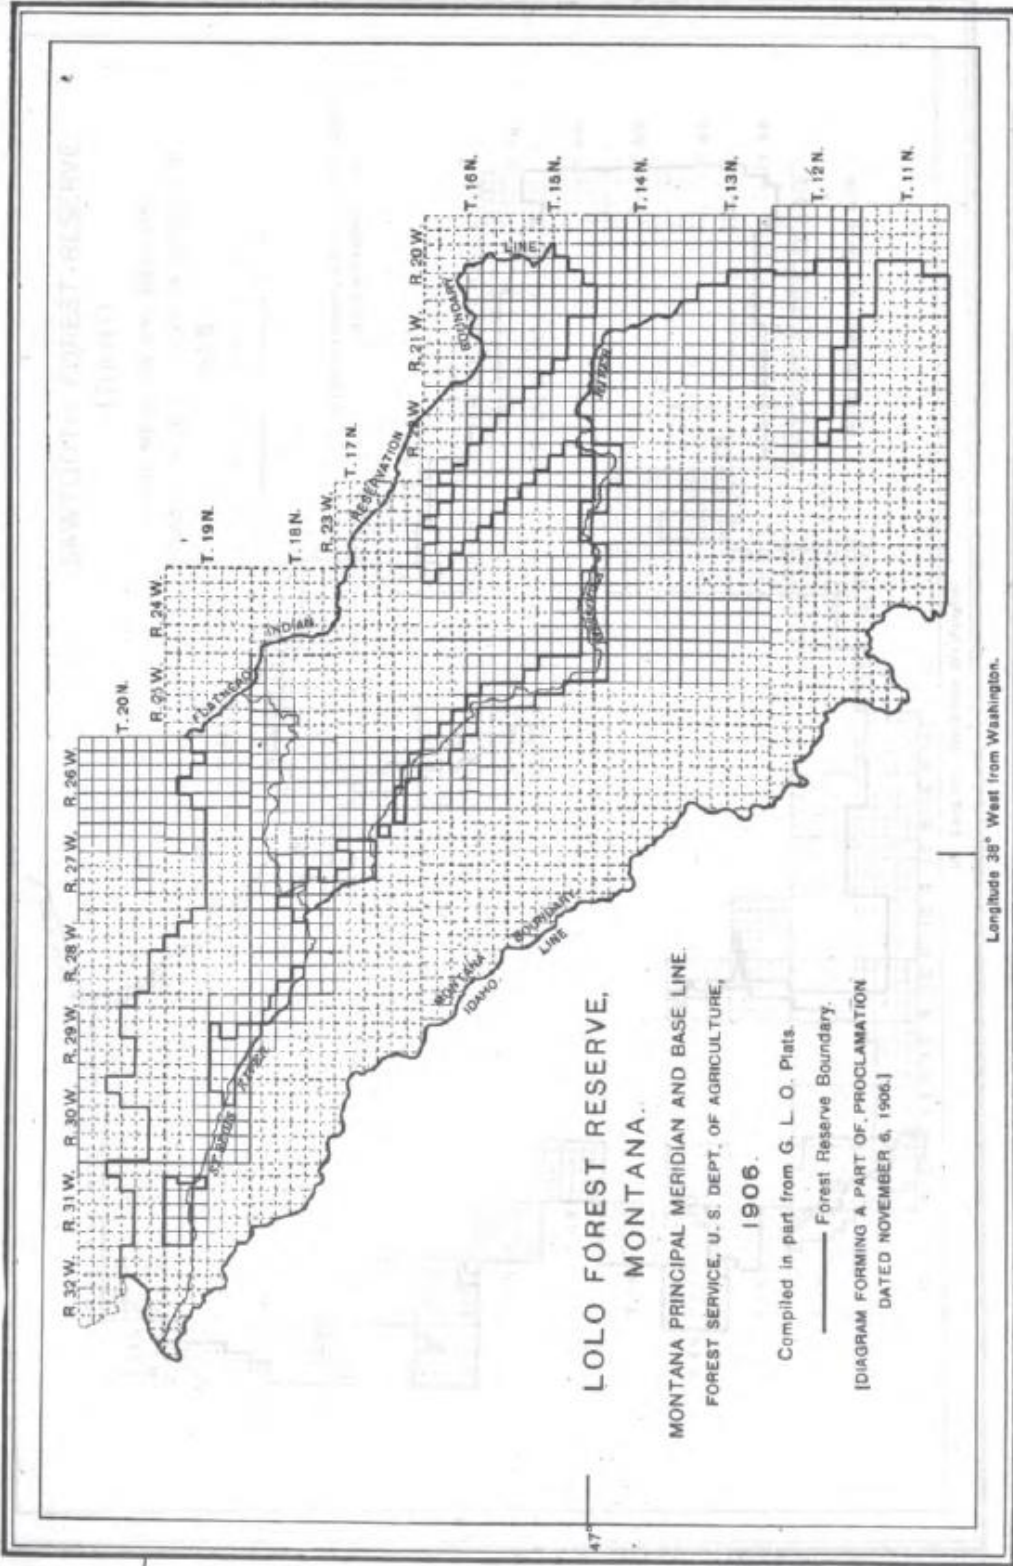 LOLO FOREST RESERVE,
MONTANA.
MONTANA PRINCIPAL MERIDIAN AND BASE LINE.
FOREST SERVICE, U. S. DEPT. OF AGRICULTURE,
1906.
Compiled in part from G. L. O. Plats.
Forest Reserve Boundary.
[DIAGRAM FORMING A PART OF PROCLAMATION
DATED NOVEMBER 6, 1906.]
R. 32 W.
R. 31 W.
R. 30 W.
R. 29 W.
R. 28 W.
R. 27 W.
R. 26 W.
T. 20 N.
R. 25 W.
R. 24 W.
T. 19 N.
T. 18 N.
R. 23 W.
T. 17 N.
W.
R. 21 W.
R. 20 W.
T. 16 N.
T. 15 N.
T. 14 N.
T. 13 N.
T. 12 N.
T. 11 N.
FLATHEAD
INDIAN
RESERVATION
BOUNDARY
LINE
RIVER
MONTANA
IDAHO
BOUNDARY
LINE
47°
Longitude 38° West from Washington.